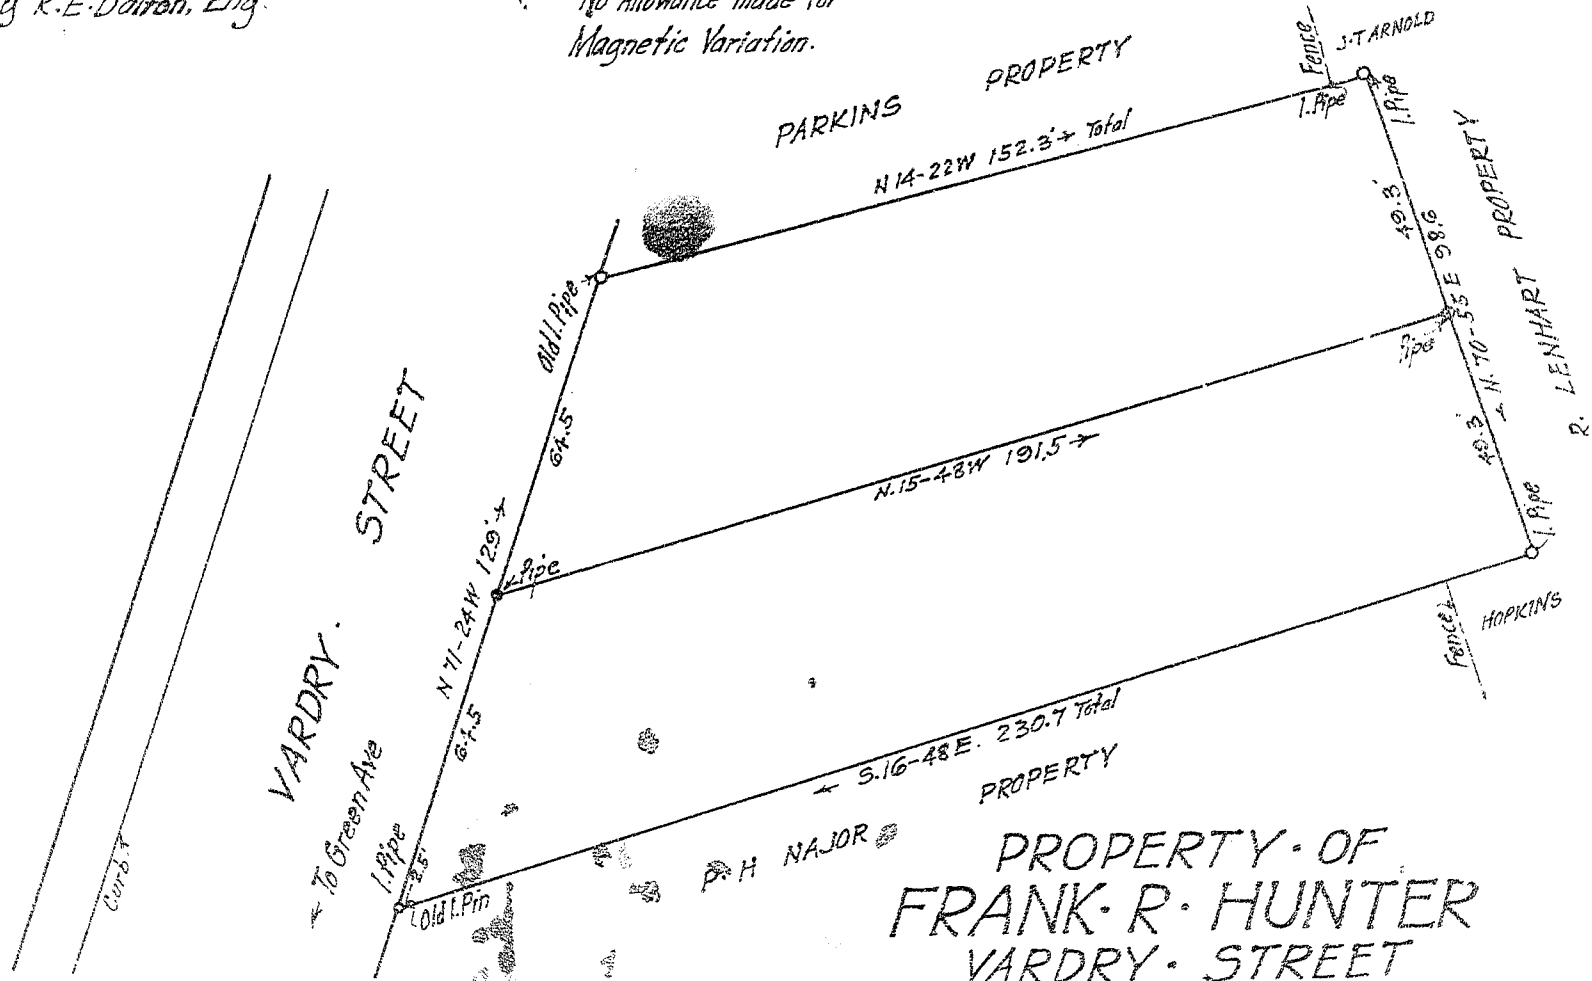 R.E. Dalton, Eng.
No Allowance made for
Magnetic Variation.
PARKINS PROPERTY
Fence
J.T ARNOLD
I.Pipe
I.Pipe
N 14-22W 152.3' Total
49.3'
N.70-55 E 98.6
49.3'
R. LENHART PROPERTY
Old I.Pipe
64.5
Pipe
N.15-48W 191.5
VARDRY. STREET
N 71-24W 129'
Pipe
I.Pipe
64.5
Fence
HOPKINS
S.16-48E. 230.7 Total
PROPERTY
P.H NAJOR
To Green Ave
I.Pipe
2.5'
Old I.Pin
Curb
PROPERTY · OF
FRANK · R · HUNTER
VARDRY · STREET